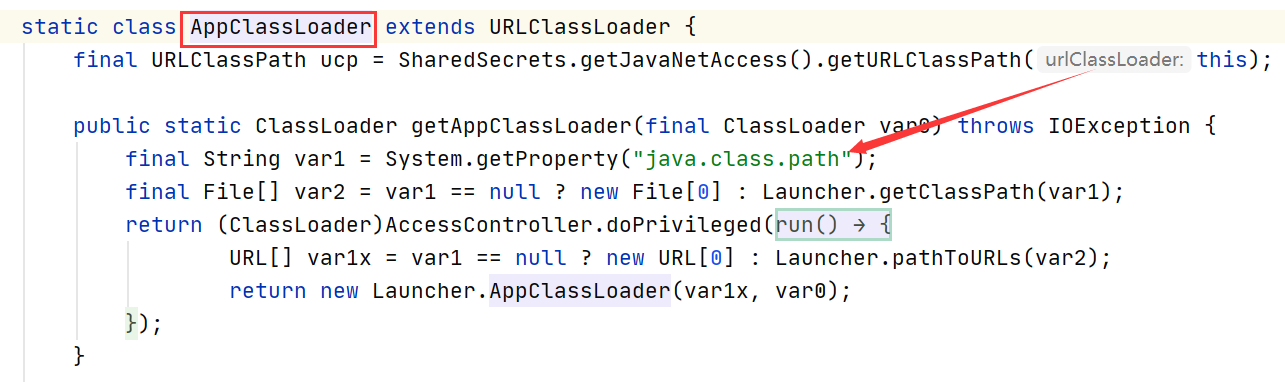 static class AppClassLoader extends URLClassLoader {
final URLClassPath ucp = SharedSecrets.getJavaNetAccess().getURLClassPath( urlClassLoader: this);
public static ClassLoader getAppClassLoader(final ClassLoader var0) throws IOException {
final String var1 = System.getProperty("java.class.path");
final File[] var2 = var1 == null ? new File[0] : Launcher.getClassPath(var1);
return (ClassLoader)AccessController.doPrivileged(run() → {
URL[] var1x = var1 == null ? new URL[0] : Launcher.pathToURLs(var2);
return new Launcher.AppClassLoader(var1x, var0);
});
}